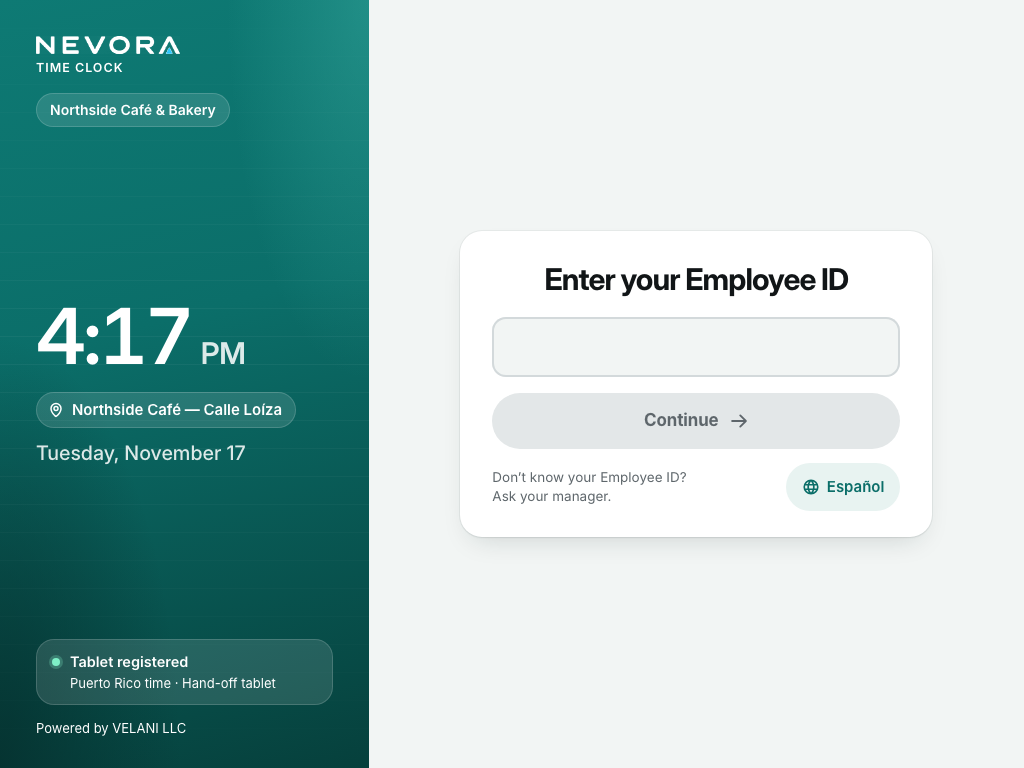 NEVORA
TIME CLOCK
Northside Café & Bakery
4:17 PM
Northside Café — Calle Loíza
Tuesday, November 17
Tablet registered
Puerto Rico time · Hand-off tablet
Powered by VELANI LLC
Enter your Employee ID
Continue
Don’t know your Employee ID?
Ask your manager.
Español